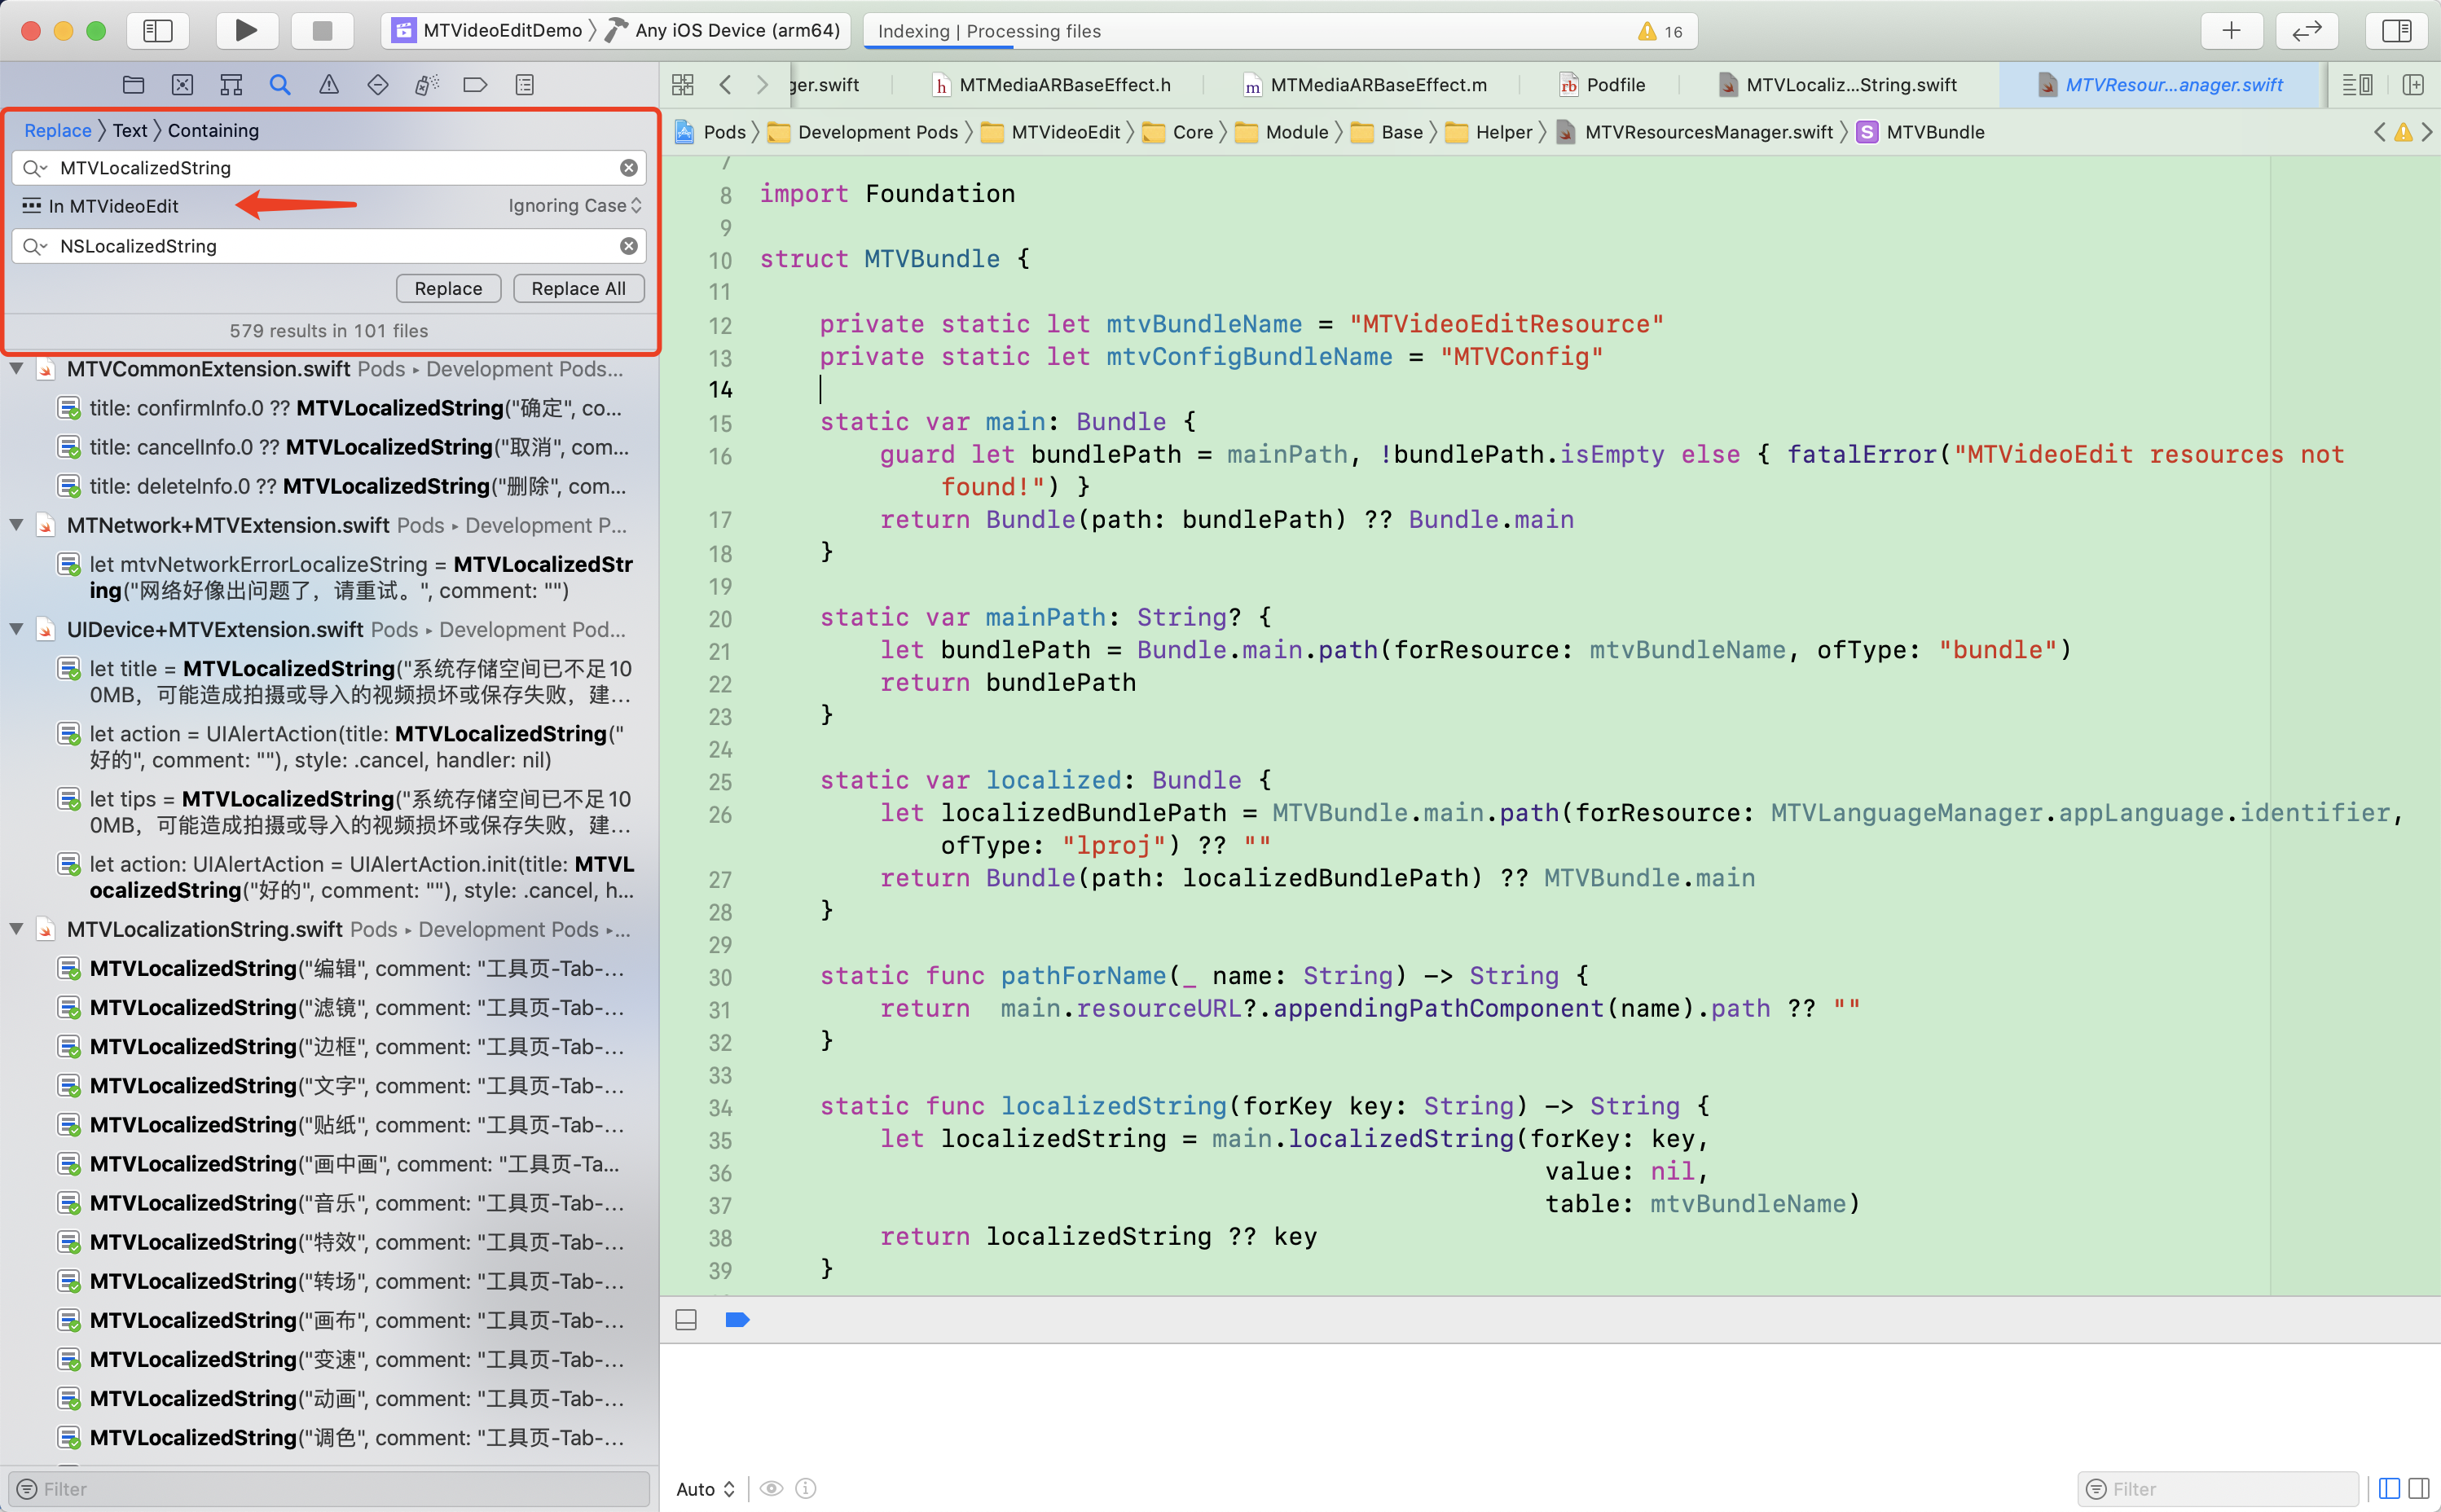 MTVideoEditDemo 〉 Any iOS Device (arm64)
Indexing | Processing files
16
ger.swift
MTMediaARBaseEffect.h
MTMediaARBaseEffect.m
Podfile
MTVLocaliz...String.swift
MTVResour...anager.swift
Replace 〉 Text 〉 Containing
MTVLocalizedString
In MTVideoEdit
Ignoring Case
NSLocalizedString
Replace
Replace All
579 results in 101 files
MTVCommonExtension.swift Pods ▸ Development Pods...
title: confirmInfo.0 ?? MTVLocalizedString("确定", co...
title: cancelInfo.0 ?? MTVLocalizedString("取消", com...
title: deleteInfo.0 ?? MTVLocalizedString("删除", com...
MTNetwork+MTVExtension.swift Pods ▸ Development P...
let mtvNetworkErrorLocalizeString = MTVLocalizedStr
ing("网络好像出问题了，请重试。", comment: "")
UIDevice+MTVExtension.swift Pods ▸ Development Pod...
let title = MTVLocalizedString("系统存储空间已不足10
0MB，可能造成拍摄或导入的视频损坏或保存失败，建...
let action = UIAlertAction(title: MTVLocalizedString("
好的", comment: ""), style: .cancel, handler: nil)
let tips = MTVLocalizedString("系统存储空间已不足10
0MB，可能造成拍摄或导入的视频损坏或保存失败，建...
let action: UIAlertAction = UIAlertAction.init(title: MTVL
ocalizedString("好的", comment: ""), style: .cancel, h...
MTVLocalizationString.swift Pods ▸ Development Pods ▸...
MTVLocalizedString("编辑", comment: "工具页-Tab-...
MTVLocalizedString("滤镜", comment: "工具页-Tab-...
MTVLocalizedString("边框", comment: "工具页-Tab-...
MTVLocalizedString("文字", comment: "工具页-Tab-...
MTVLocalizedString("贴纸", comment: "工具页-Tab-...
MTVLocalizedString("画中画", comment: "工具页-Ta...
MTVLocalizedString("音乐", comment: "工具页-Tab-...
MTVLocalizedString("特效", comment: "工具页-Tab-...
MTVLocalizedString("转场", comment: "工具页-Tab-...
MTVLocalizedString("画布", comment: "工具页-Tab-...
MTVLocalizedString("变速", comment: "工具页-Tab-...
MTVLocalizedString("动画", comment: "工具页-Tab-...
MTVLocalizedString("调色", comment: "工具页-Tab-...
Filter
Pods 〉 Development Pods 〉 MTVideoEdit 〉 Core 〉 Module 〉 Base 〉 Helper 〉 MTVResourcesManager.swift 〉 S MTVBundle
7
8 import Foundation
9
10 struct MTVBundle {
11
12     private static let mtvBundleName = "MTVideoEditResource"
13     private static let mtvConfigBundleName = "MTVConfig"
14
15     static var main: Bundle {
16         guard let bundlePath = mainPath, !bundlePath.isEmpty else { fatalError("MTVideoEdit resources not
            found!") }
17         return Bundle(path: bundlePath) ?? Bundle.main
18     }
19
20     static var mainPath: String? {
21         let bundlePath = Bundle.main.path(forResource: mtvBundleName, ofType: "bundle")
22         return bundlePath
23     }
24
25     static var localized: Bundle {
26         let localizedBundlePath = MTVBundle.main.path(forResource: MTVLanguageManager.appLanguage.identifier,
            ofType: "lproj") ?? ""
27         return Bundle(path: localizedBundlePath) ?? MTVBundle.main
28     }
29
30     static func pathForName(_ name: String) -> String {
31         return  main.resourceURL?.appendingPathComponent(name).path ?? ""
32     }
33
34     static func localizedString(forKey key: String) -> String {
35         let localizedString = main.localizedString(forKey: key,
36                                                     value: nil,
37                                                     table: mtvBundleName)
38         return localizedString ?? key
39     }
Auto
Filter